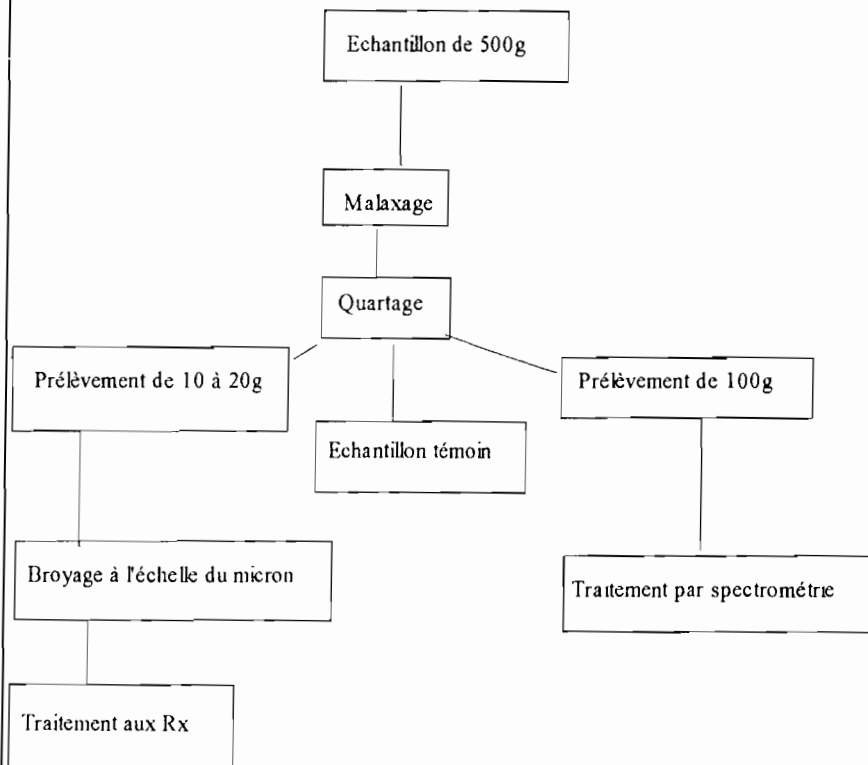 Echantillon de 500g
Malaxage
Quartage
Prélèvement de 10 à 20g
Prélèvement de 100g
Echantillon témoin
Broyage à l'échelle du micron
Traitement par spectrométrie
Traitement aux Rx